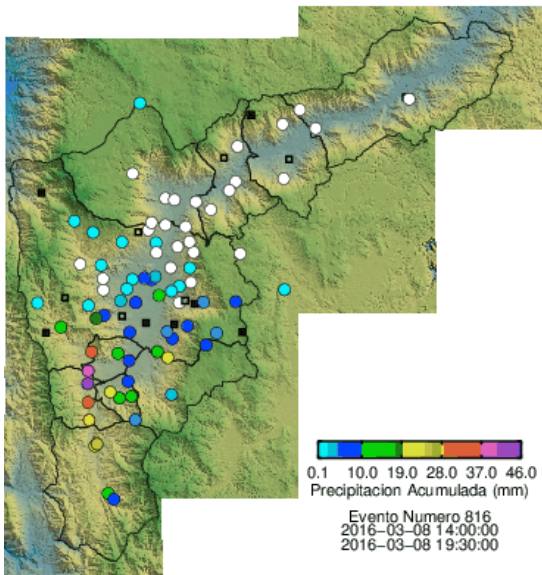 0.1 10.0 19.0 28.0 37.0 46.0
Precipitacion Acumulada (mm)
Evento Numero 816
2016-03-08 14:00:00
2016-03-08 19:30:00